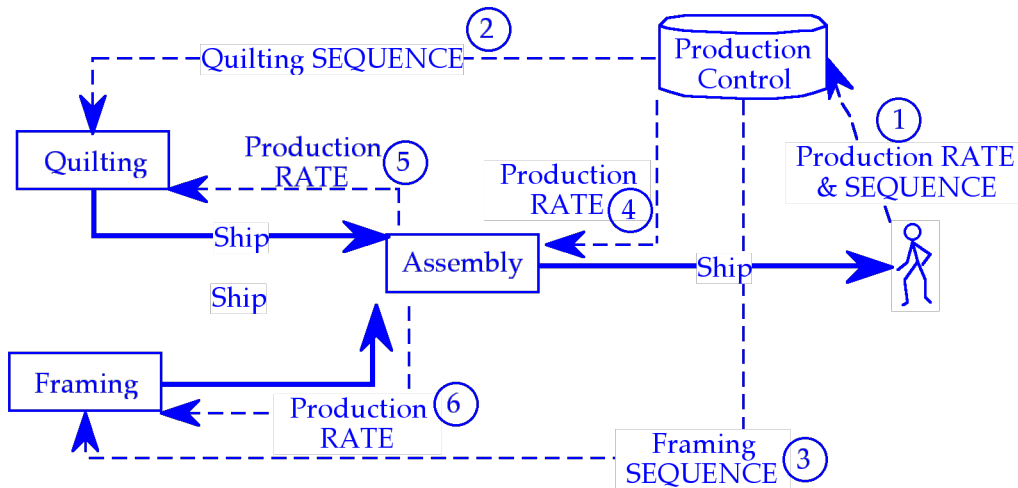 2
Quilting SEQUENCE
Production
Control
1
Production RATE
& SEQUENCE
Quilting
Production
RATE
5
Production
RATE
4
Ship
Assembly
Ship
Ship
Framing
Production
RATE
6
Framing
SEQUENCE
3